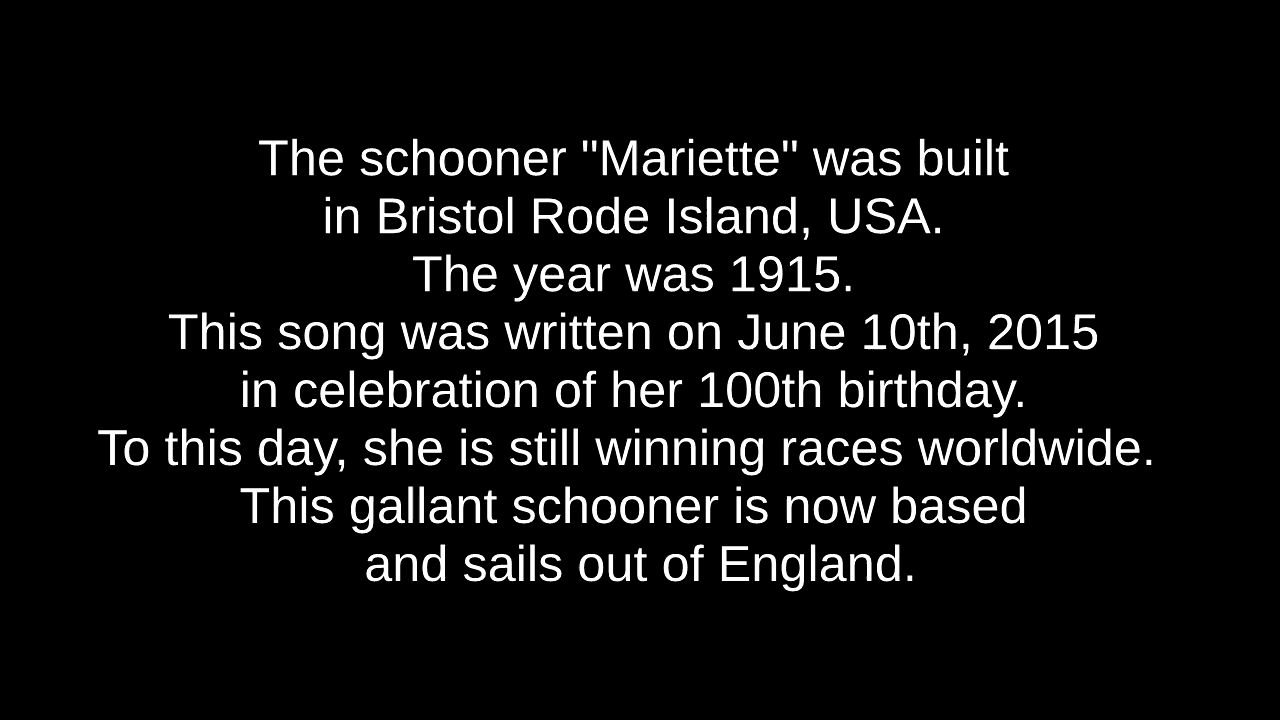 The schooner "Mariette" was built
in Bristol Rode Island, USA.
The year was 1915.
This song was written on June 10th, 2015
in celebration of her 100th birthday.
To this day, she is still winning races worldwide.
This gallant schooner is now based
and sails out of England.